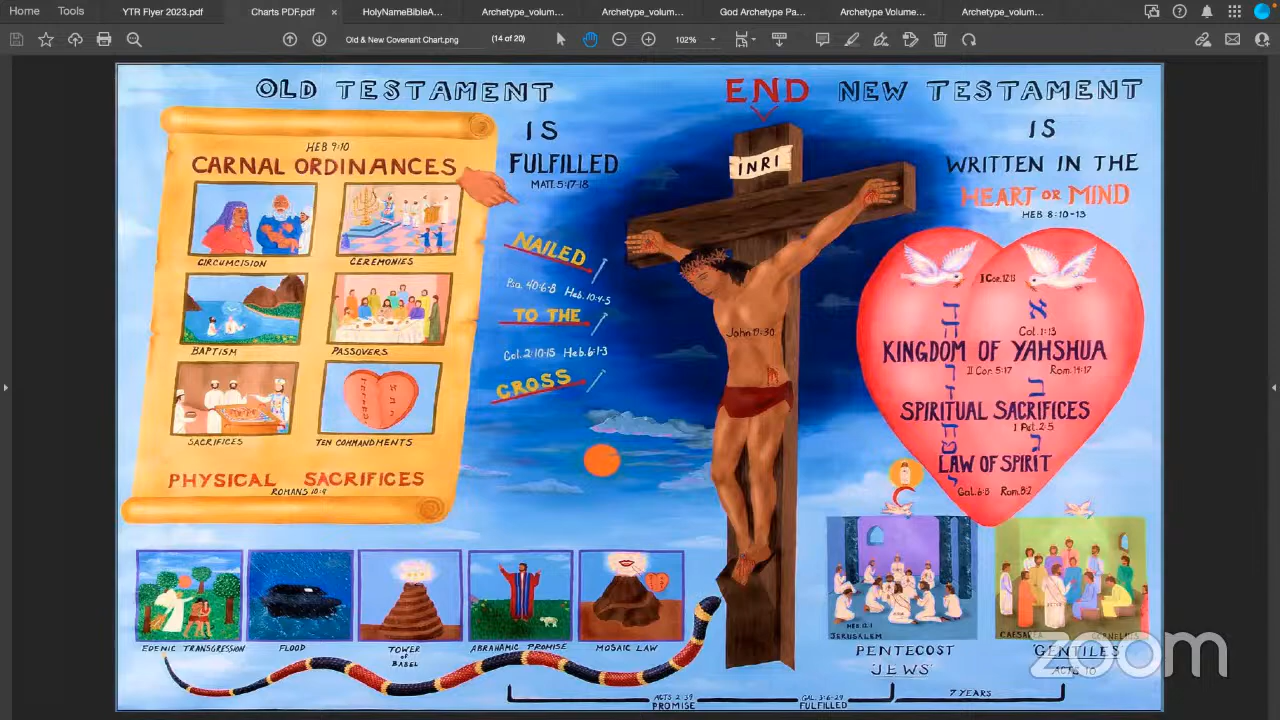 Home
Tools
YTR Flyer 2023.pdf
Charts PDF.pdf
×
HolyNameBibleA...
Archetype_volum...
Archetype_volum...
God Archetype Pa...
Archetype Volume...
Archetype_volum...
Old & New Covenant Chart.png
(14 of 20)
102%
OLD TESTAMENT
IS
FULFILLED
MATT. 5:17-18
END
NEW TESTAMENT
IS
WRITTEN IN THE
HEART OR MIND
HEB 8:10-13
HEB 9:10
CARNAL ORDINANCES
CIRCUMCISION
CEREMONIES
BAPTISM
PASSOVERS
SACRIFICES
TEN COMMANDMENTS
PHYSICAL SACRIFICES
ROMANS 10:4
NAILED
Psa. 40:6-8 Heb. 10:4-5
TO THE
Col. 2:10-15 Heb. 6:1-3
CROSS
INRI
John 19:30
I Cor. 12:13
Col. 1:13
KINGDOM OF YAHSHUA
II Cor. 5:17 Rom. 14:17
SPIRITUAL SACRIFICES
1 Pet. 2:5
LAW OF SPIRIT
Gal. 6:8 Rom. 8:2
EDENIC TRANSGRESSION
FLOOD
TOWER
OF
BABEL
ABRAHAMIC PROMISE
MOSAIC LAW
HEB 12:1
JERUSALEM
PENTECOST
"JEWS"
CAESAREA
CORNELIUS
"GENTILES"
ACTS 10
ACTS 2:39
PROMISE
GAL. 3:6-29
FULFILLED
7 YEARS
zoom